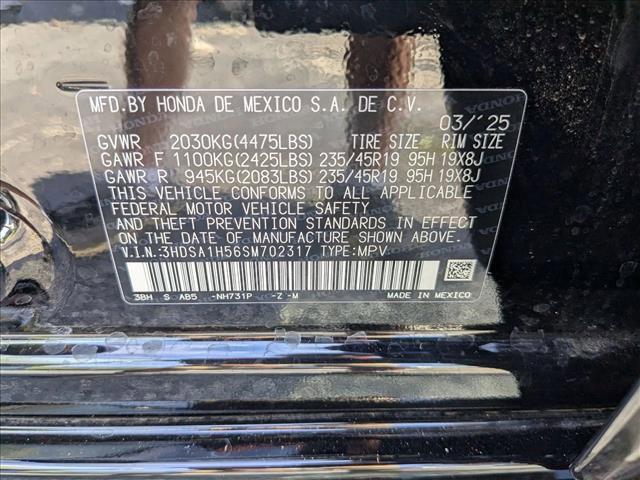 MFD.BY HONDA DE MEXICO S.A. DE C.V.
03/'25
GVWR 2030KG(4475LBS) TIRE SIZE RIM SIZE
GAWR F 1100KG(2425LBS) 235/45R19 95H 19X8J
GAWR R 945KG(2083LBS) 235/45R19 95H 19X8J
THIS VEHICLE CONFORMS TO ALL APPLICABLE
FEDERAL MOTOR VEHICLE SAFETY
AND THEFT PREVENTION STANDARDS IN EFFECT
ON THE DATE OF MANUFACTURE SHOWN ABOVE.
V.I.N.:3HDSA1H56SM702317 TYPE:MPV
3BH S AB5 -NH731P -Z -M MADE IN MEXICO